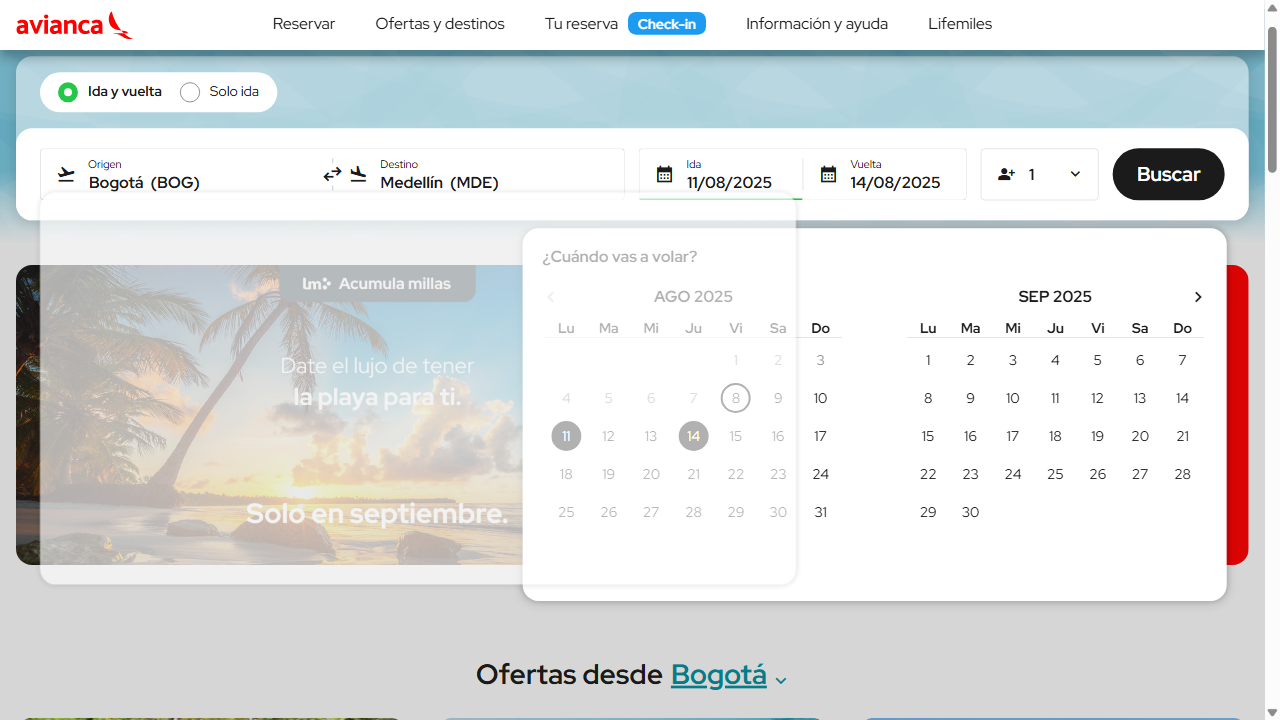 avianca
Reservar
Ofertas y destinos
Tu reserva
Check-in
Información y ayuda
Lifemiles
Ida y vuelta
Solo ida
Origen
Bogotá (BOG)
Destino
Medellín (MDE)
Ida
11/08/2025
Vuelta
14/08/2025
1
Buscar
lm Acumula millas
Date el lujo de tener
la playa para ti.
Solo en septiembre.
¿Cuándo vas a volar?
AGO 2025
Lu Ma Mi Ju Vi Sa Do
1 2 3
4 5 6 7 8 9 10
11 12 13 14 15 16 17
18 19 20 21 22 23 24
25 26 27 28 29 30 31
SEP 2025
Lu Ma Mi Ju Vi Sa Do
1 2 3 4 5 6 7
8 9 10 11 12 13 14
15 16 17 18 19 20 21
22 23 24 25 26 27 28
29 30
Ofertas desde Bogotá